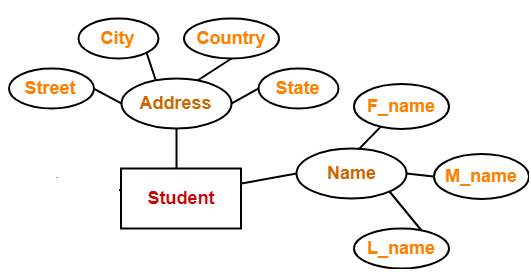 City
Country
Street
Address
State
F_name
Name
M_name
Student
L_name